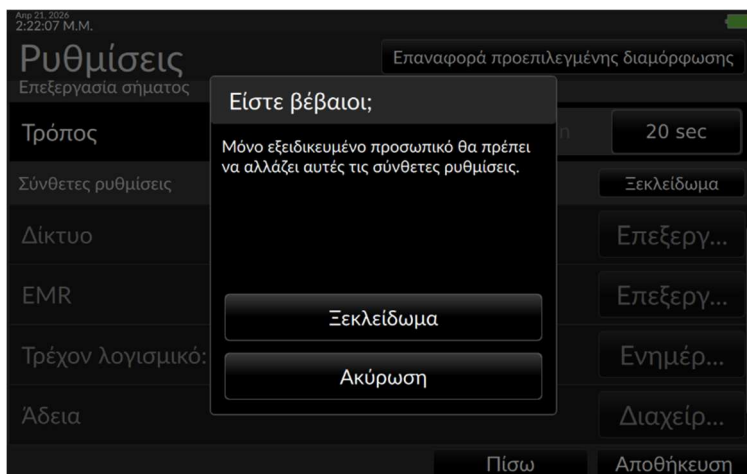 Απρ 21, 2026
2:22:07 Μ.Μ.
Ρυθμίσεις
Επαναφορά προεπιλεγμένης διαμόρφωσης
Επεξεργασία σήματος
Είστε βέβαιοι;
Τρόπος
n
20 sec
Μόνο εξειδικευμένο προσωπικό θα πρέπει
να αλλάζει αυτές τις σύνθετες ρυθμίσεις.
Σύνθετες ρυθμίσεις
Ξεκλείδωμα
Δίκτυο
Επεξεργ...
EMR
Επεξεργ...
Ξεκλείδωμα
Τρέχον λογισμικό:
Ενημέρ...
Ακύρωση
Άδεια
Διαχείρ...
Πίσω
Αποθήκευση